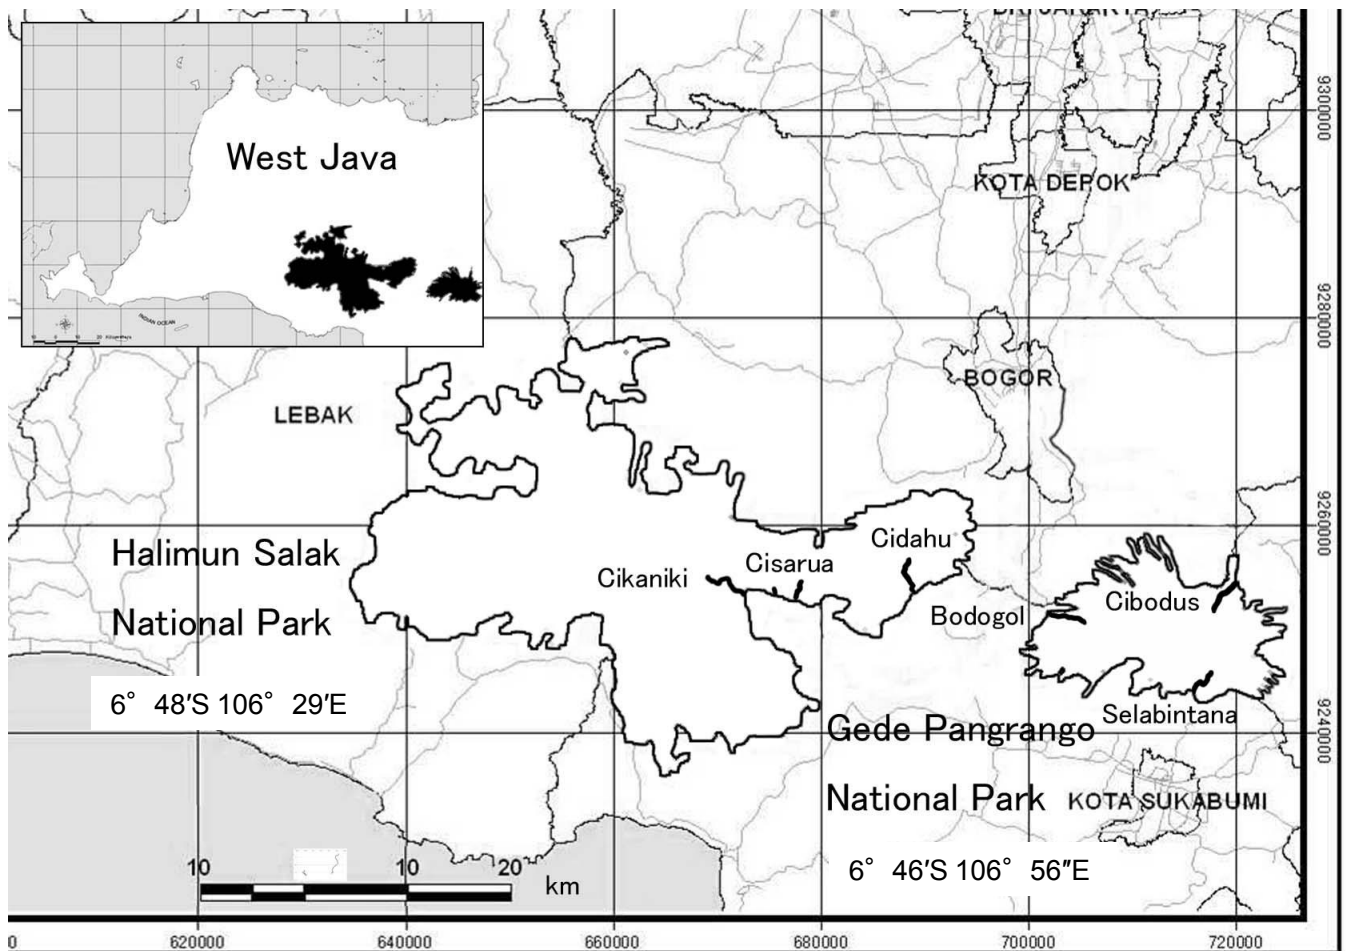 West Java
INDIAN OCEAN
KOTA DEPOK
9300000
9280000
BOGOR
LEBAK
9260000
Halimun Salak
National Park
6° 48'S 106° 29'E
Cikaniki
Cisarua
Cidahu
Bodogol
Cibodus
Selabintana
9240000
Gede Pangrango
National Park
KOTA SUKABUMI
6° 46'S 106° 56"E
10 10 20
km
0 620000 640000 660000 680000 700000 720000